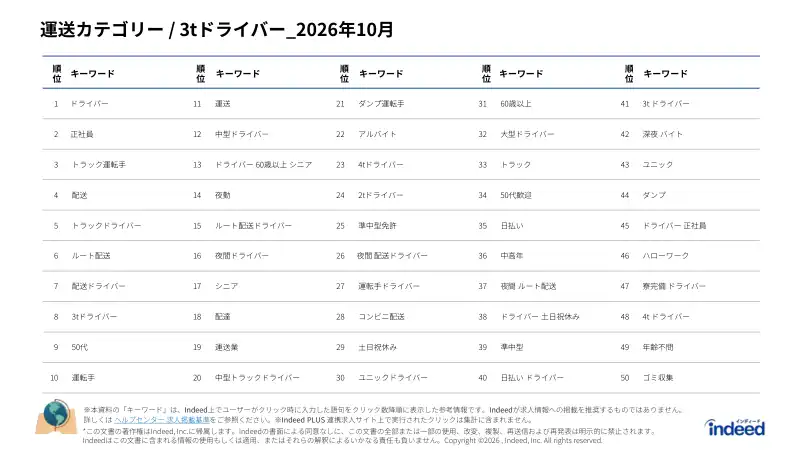 運送カテゴリー / 3tドライバー_2026年10月
順位 キーワード 順位 キーワード 順位 キーワード 順位 キーワード 順位 キーワード
1 ドライバー 11 運送 21 ダンプ運転手 31 60歳以上 41 3t ドライバー
2 正社員 12 中型ドライバー 22 アルバイト 32 大型ドライバー 42 深夜 バイト
3 トラック運転手 13 ドライバー 60歳以上 シニア 23 4tドライバー 33 トラック 43 ユニック
4 配送 14 夜勤 24 2tドライバー 34 50代歓迎 44 ダンプ
5 トラックドライバー 15 ルート配送ドライバー 25 準中型免許 35 日払い 45 ドライバー 正社員
6 ルート配送 16 夜間ドライバー 26 夜間 配送ドライバー 36 中高年 46 ハローワーク
7 配送ドライバー 17 シニア 27 運転手ドライバー 37 夜間 ルート配送 47 寮完備 ドライバー
8 3tドライバー 18 配達 28 コンビニ配送 38 ドライバー 土日祝休み 48 4t ドライバー
9 50代 19 運送業 29 土日祝休み 39 準中型 49 年齢不問
10 運転手 20 中型トラックドライバー 30 ユニックドライバー 40 日払い ドライバー 50 ゴミ収集
※本資料の「キーワード」は、Indeed上でユーザーがクリック時に入力した語句をクリック数降順に表示した参考情報です。Indeedが求人情報への掲載を推奨するものではありません。
詳しくは ヘルプセンター 求人掲載基準をご参照ください。※Indeed PLUS 連携求人サイト上で実行されたクリックは集計に含まれません。
*この文書の著作権はIndeed, Inc.に帰属します。Indeedの書面による同意なしに、この文書の全部または一部の使用、改変、複製、再送信および再発表は明示的に禁止されます。
Indeedはこの文書に含まれる情報の使用もしくは適用、またはそれらの解釈によるいかなる責任も負いません。Copyright ©2026 , Indeed, Inc. All rights reserved.
インディード
indeed